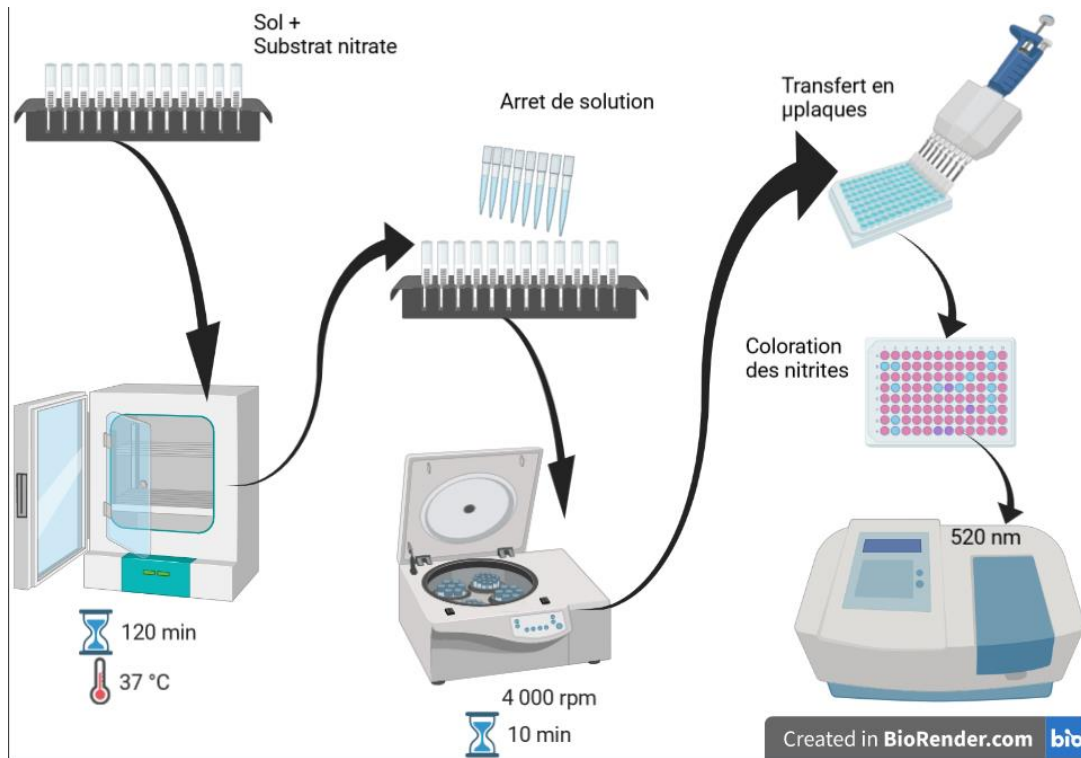 Sol +
Substrat nitrate
120 min
37 °C
Arret de solution
4 000 rpm
10 min
Transfert en
µplaques
Coloration
des nitrites
520 nm
Created in BioRender.com
bio